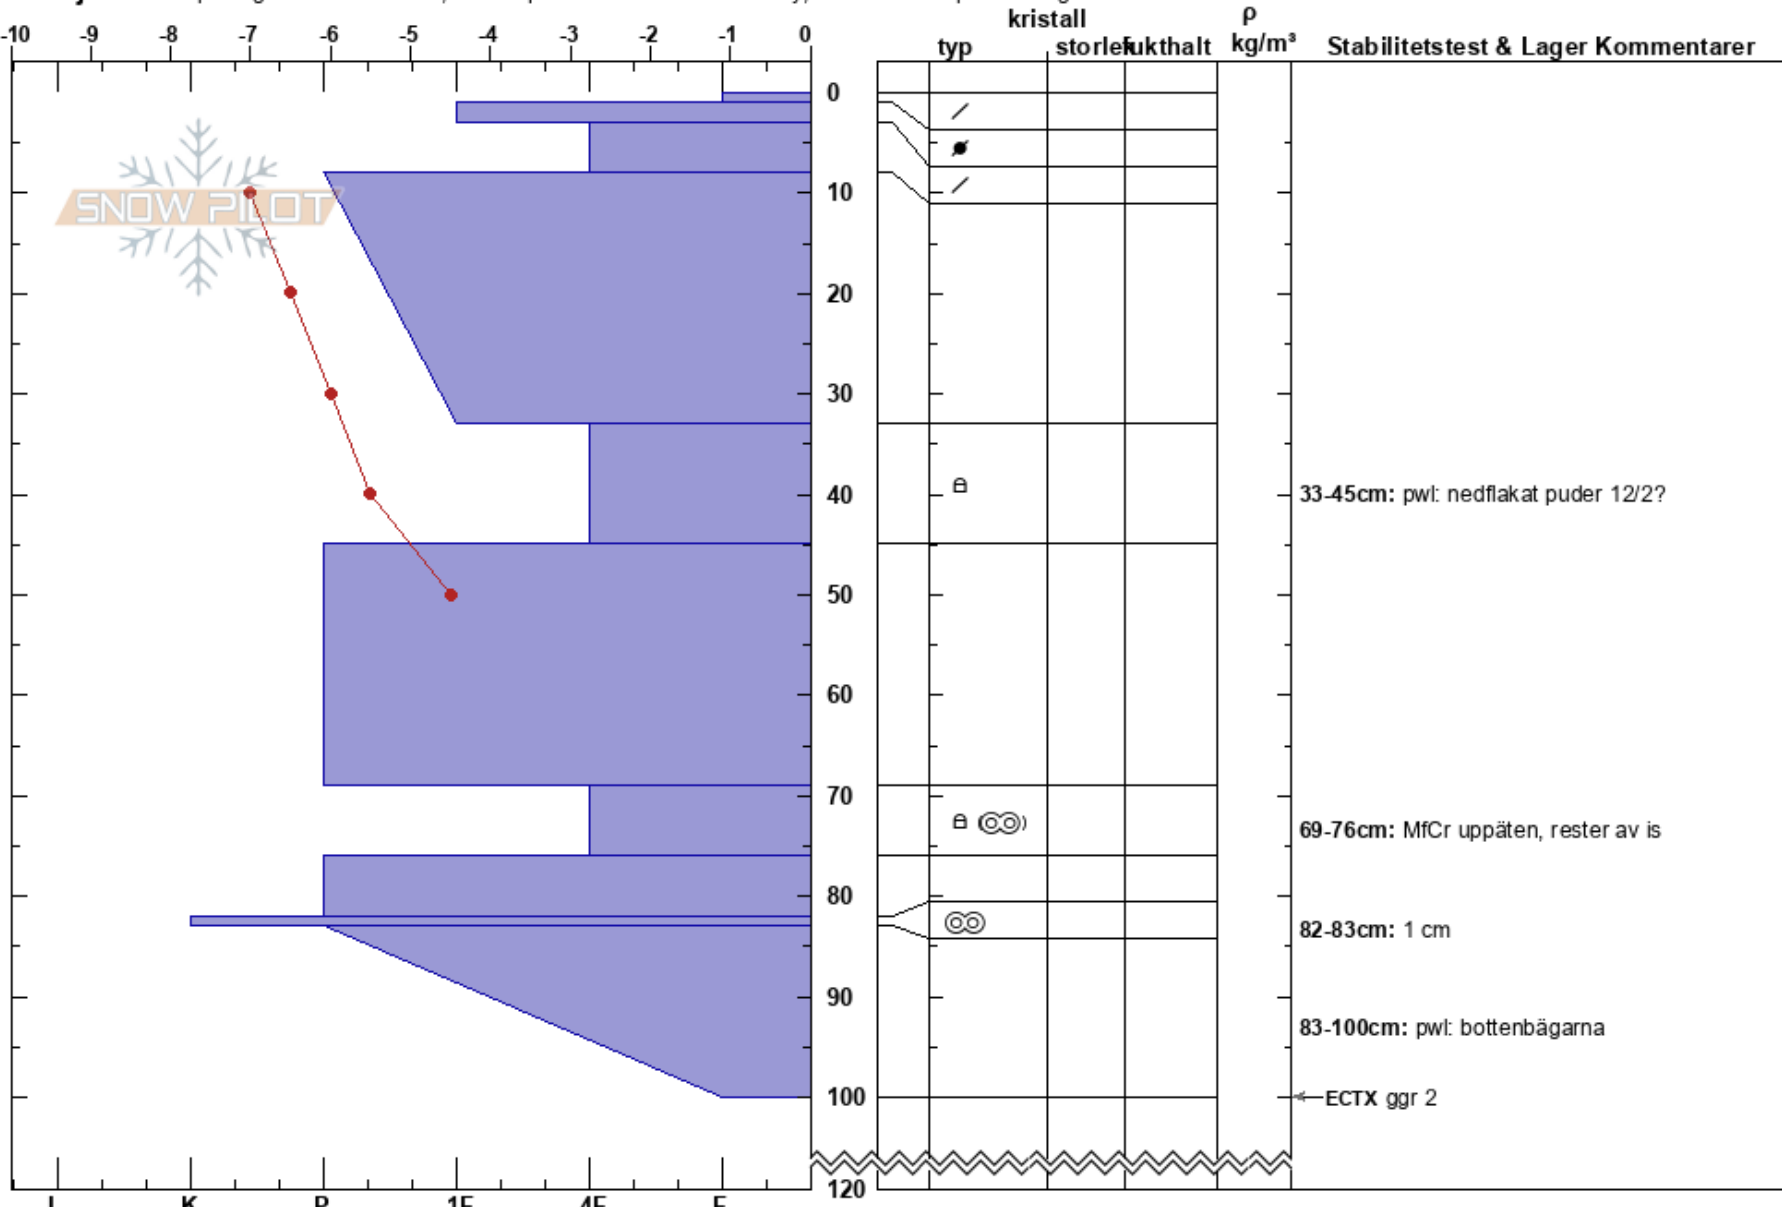 kristall ρ
-10 -9 -8 -7 -6 -5 -4 -3 -2 -1 0
typ storlek fukthalt kg/m³ Stabilitetstest & Lager Kommentarer
0
SNOW PILOT
10
20
30
40
33-45cm: pwl: nedflakat puder 12/2?
50
60
70
69-76cm: MfCr uppäten, rester av is
80
82-83cm: 1 cm
90
83-100cm: pwl: bottenbägarna
100
ECTX ggr 2
120
I K P 1F 4F F